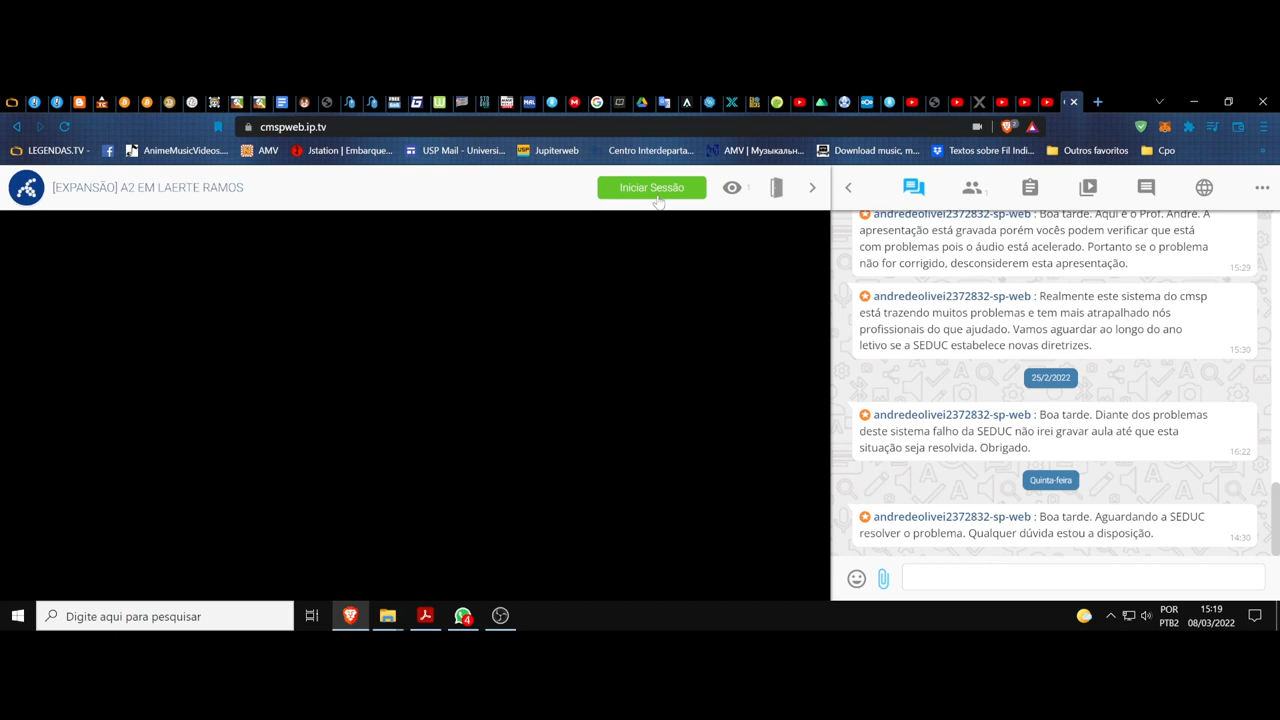 cmspweb.ip.tv
2
LEGENDAS.TV -
AnimeMusicVideos....
AMV
Jstation | Embarque...
USP Mail - Universi...
Jupiterweb
Centro Interdeparta...
AMV | Музыкальн...
Download music, m...
Textos sobre Fil Indi...
Outros favoritos
Cpo
[EXPANSÃO] A2 EM LAERTE RAMOS
Iniciar Sessão
1
1
andredeolivei2372832-sp-web : Boa tarde. Aqui é o Prof. André. A
apresentação está gravada porém vocês podem verificar que está
com problemas pois o áudio está acelerado. Portanto se o problema
não for corrigido, desconsiderem esta apresentação.
15:29
andredeolivei2372832-sp-web : Realmente este sistema do cmsp
está trazendo muitos problemas e tem mais atrapalhado nós
profissionais do que ajudado. Vamos aguardar ao longo do ano
letivo se a SEDUC estabelece novas diretrizes.
15:30
25/2/2022
andredeolivei2372832-sp-web : Boa tarde. Diante dos problemas
deste sistema falho da SEDUC não irei gravar aula até que esta
situação seja resolvida. Obrigado.
16:22
Quinta-feira
andredeolivei2372832-sp-web : Boa tarde. Aguardando a SEDUC
resolver o problema. Qualquer dúvida estou a disposição.
14:30
Digite aqui para pesquisar
4
POR
PTB2
15:19
08/03/2022